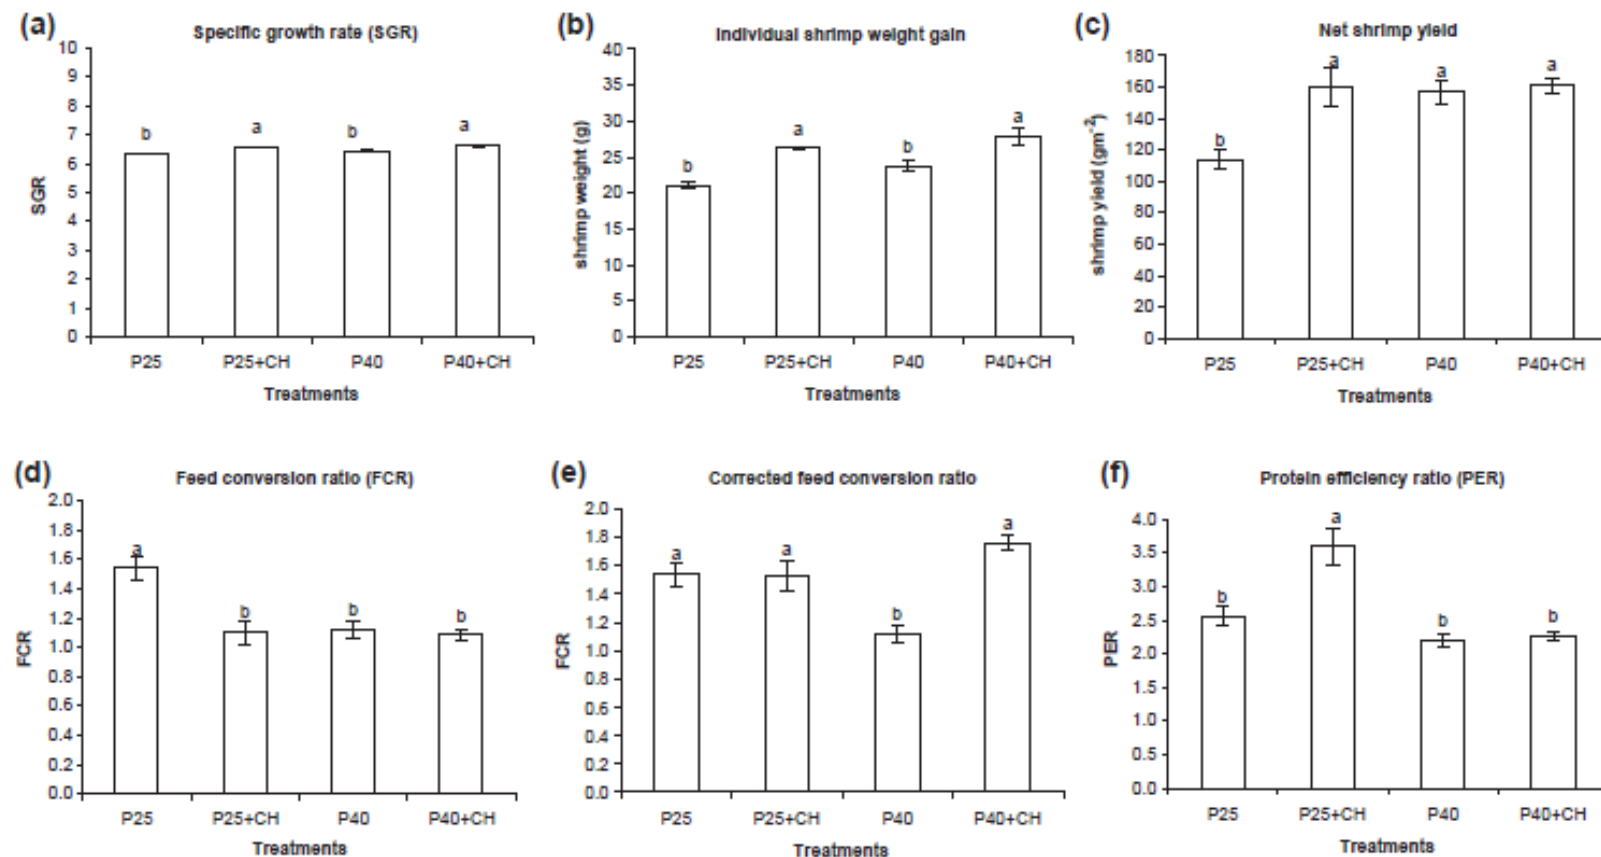 (a) Specific growth rate (SGR)
10
9
8
7
6
5
4
3
2
1
0
SGR
b a b a
P25 P25+CH P40 P40+CH
Treatments
(b) Individual shrimp weight gain
40
35
30
25
20
15
10
5
0
shrimp weight (g)
b a b a
P25 P25+CH P40 P40+CH
Treatments
(c) Net shrimp yield
180
160
140
120
100
80
60
40
20
0
shrimp yield (gm⁻²)
b a a a
P25 P25+CH P40 P40+CH
Treatments
(d) Feed conversion ratio (FCR)
2.0
1.8
1.6
1.4
1.2
1.0
0.8
0.6
0.4
0.2
0.0
FCR
a b b b
P25 P25+CH P40 P40+CH
Treatments
(e) Corrected feed conversion ratio
2.0
1.8
1.6
1.4
1.2
1.0
0.8
0.6
0.4
0.2
0.0
FCR
a a b a
P25 P25+CH P40 P40+CH
Treatments
(f) Protein efficiency ratio (PER)
4.0
3.5
3.0
2.5
2.0
1.5
1.0
0.5
0.0
PER
b a b b
P25 P25+CH P40 P40+CH
Treatments